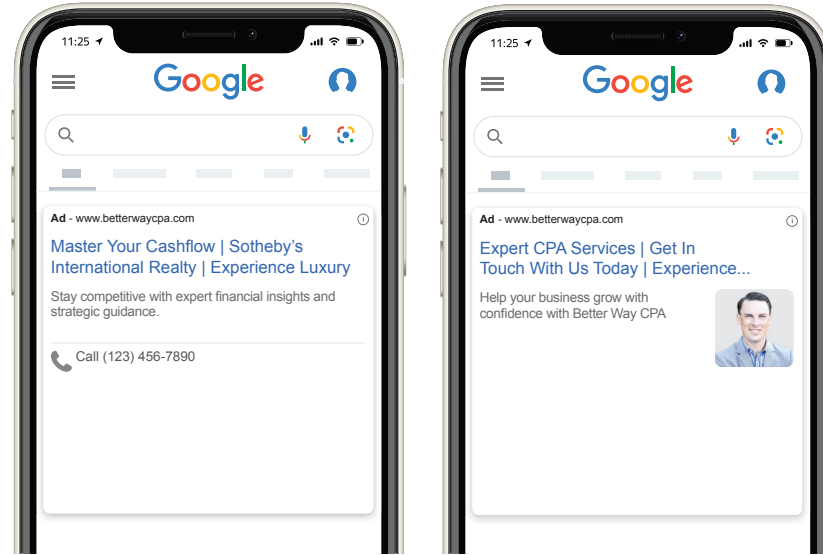 11:25
Google
Ad - www.betterwaycpa.com
Master Your Cashflow | Sotheby's
International Realty | Experience Luxury
Stay competitive with expert financial insights and
strategic guidance.
Call (123) 456-7890
11:25
Google
Ad - www.betterwaycpa.com
Expert CPA Services | Get In
Touch With Us Today | Experience...
Help your business grow with
confidence with Better Way CPA